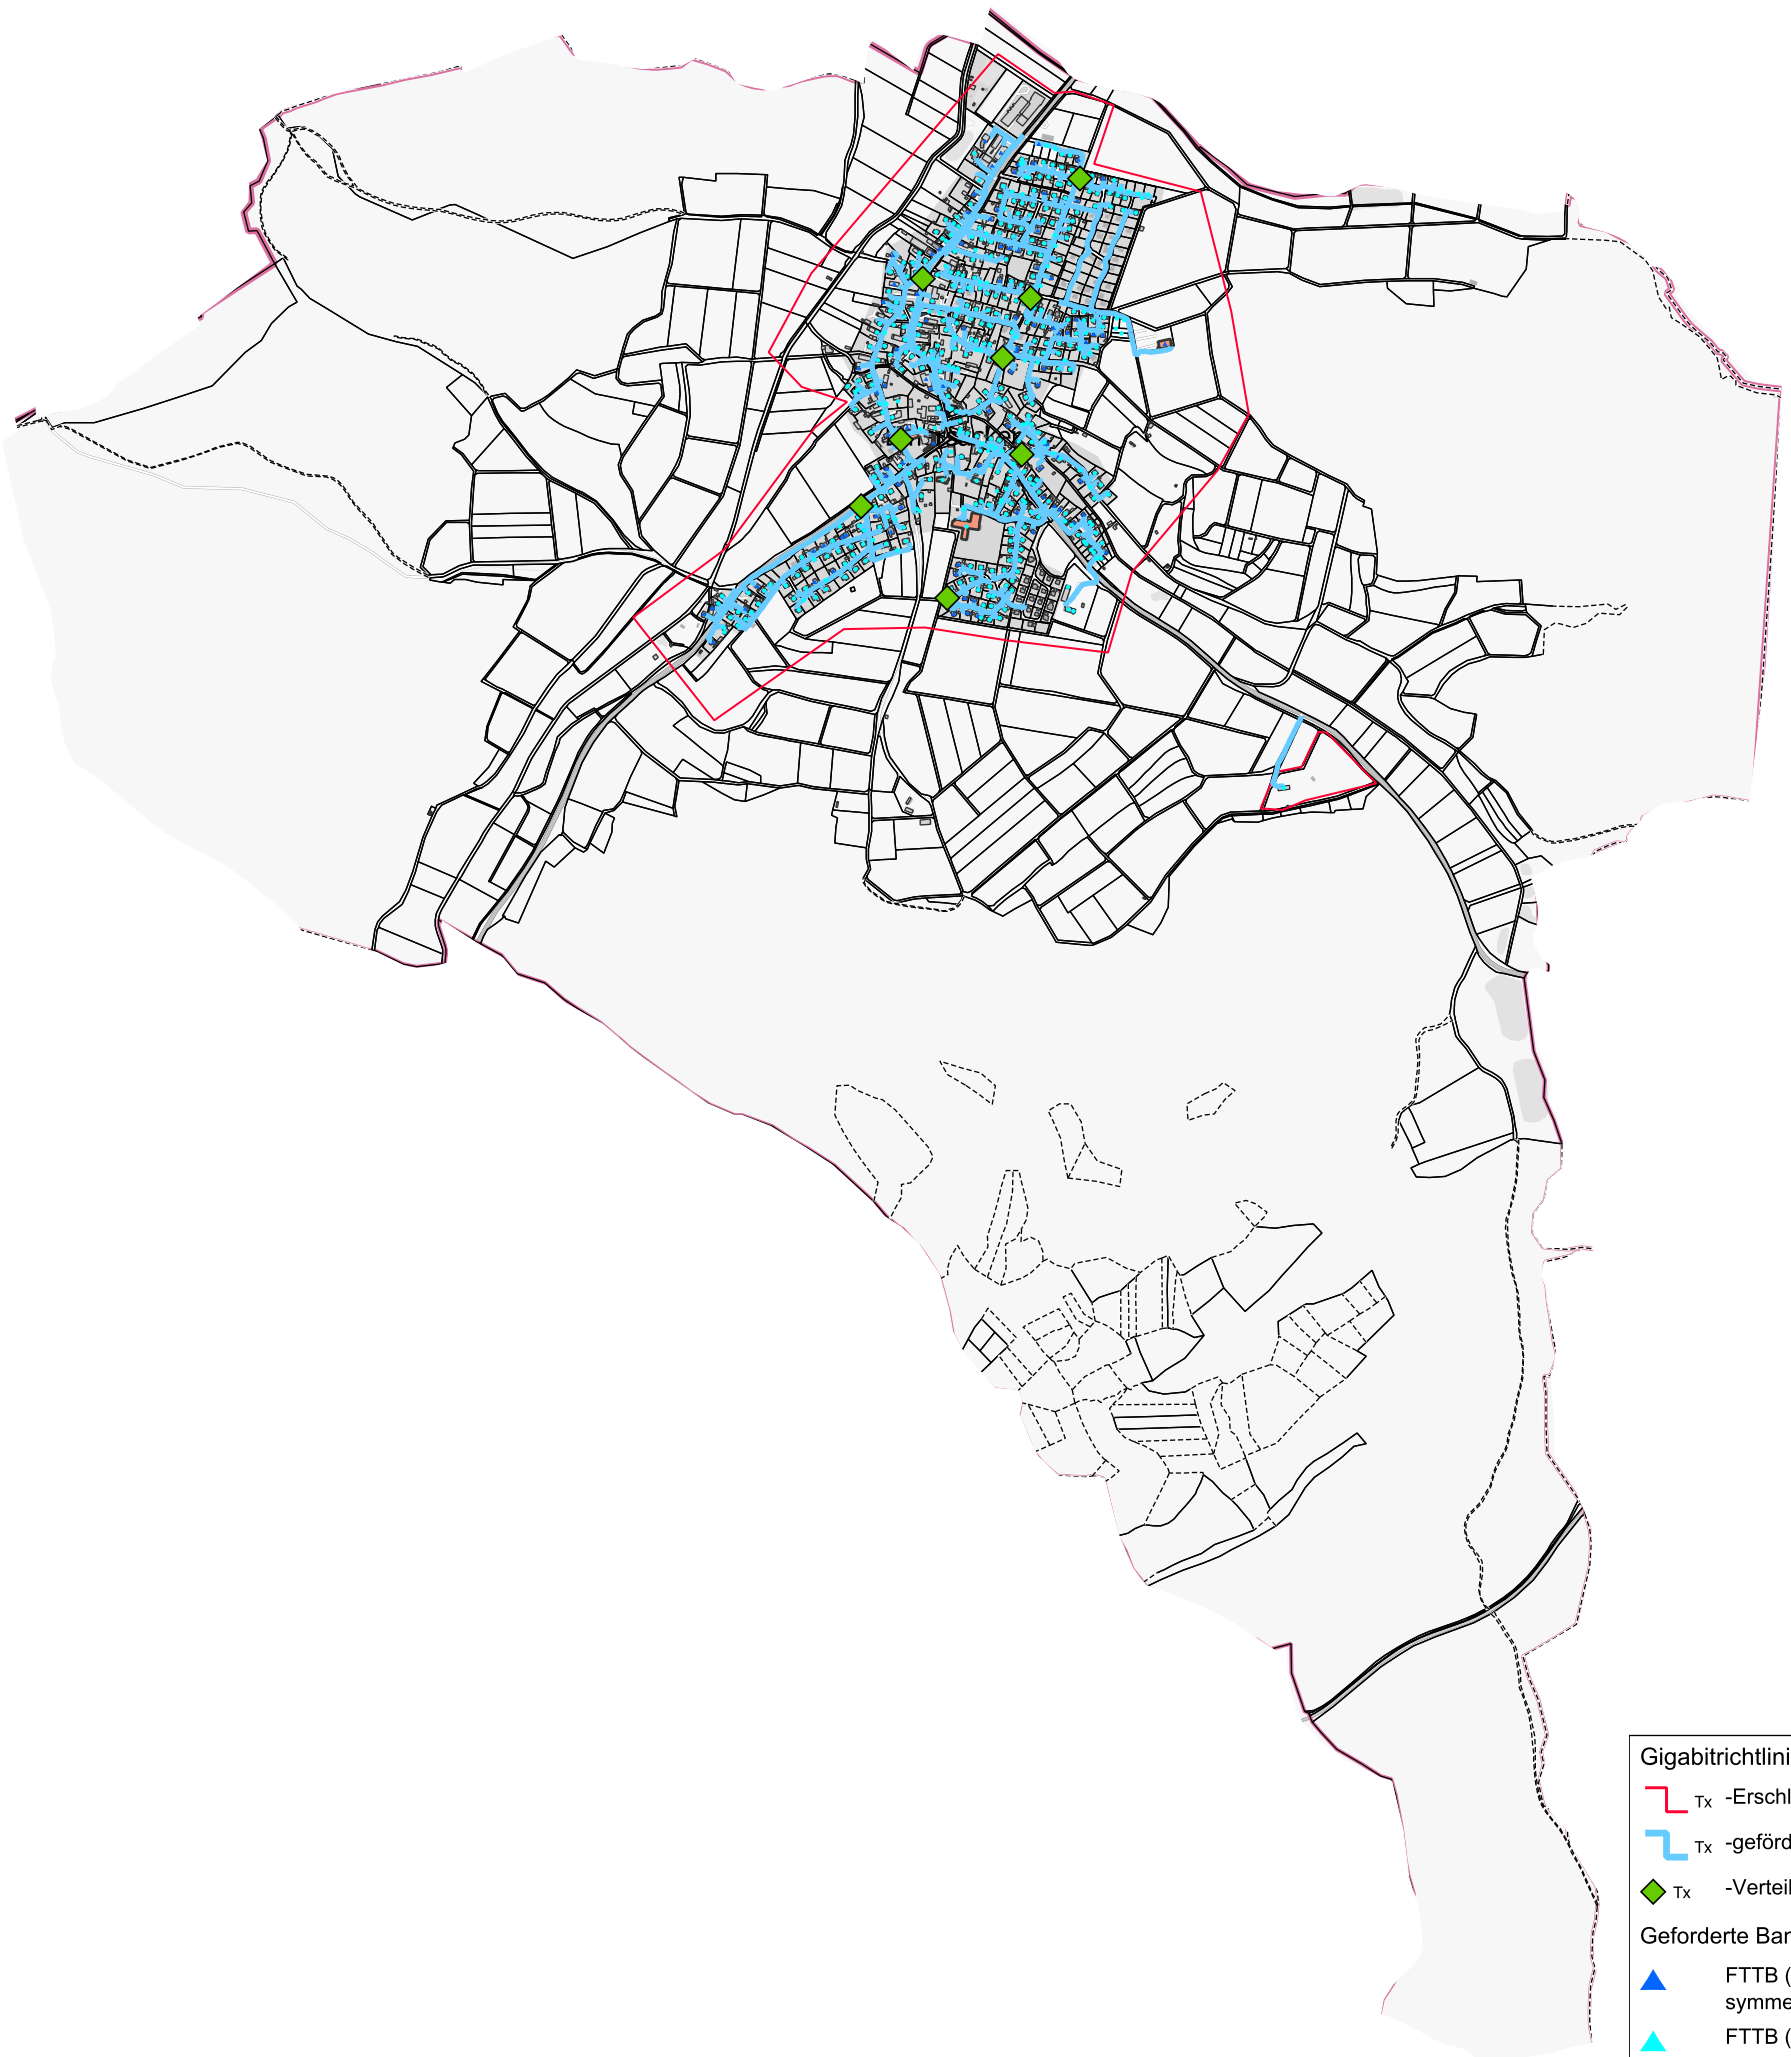 Gigabitrichtlini
Tx -Erschl
Tx -geförd
Tx -Verteil
Geforderte Bar
FTTB (
symme
FTTB (